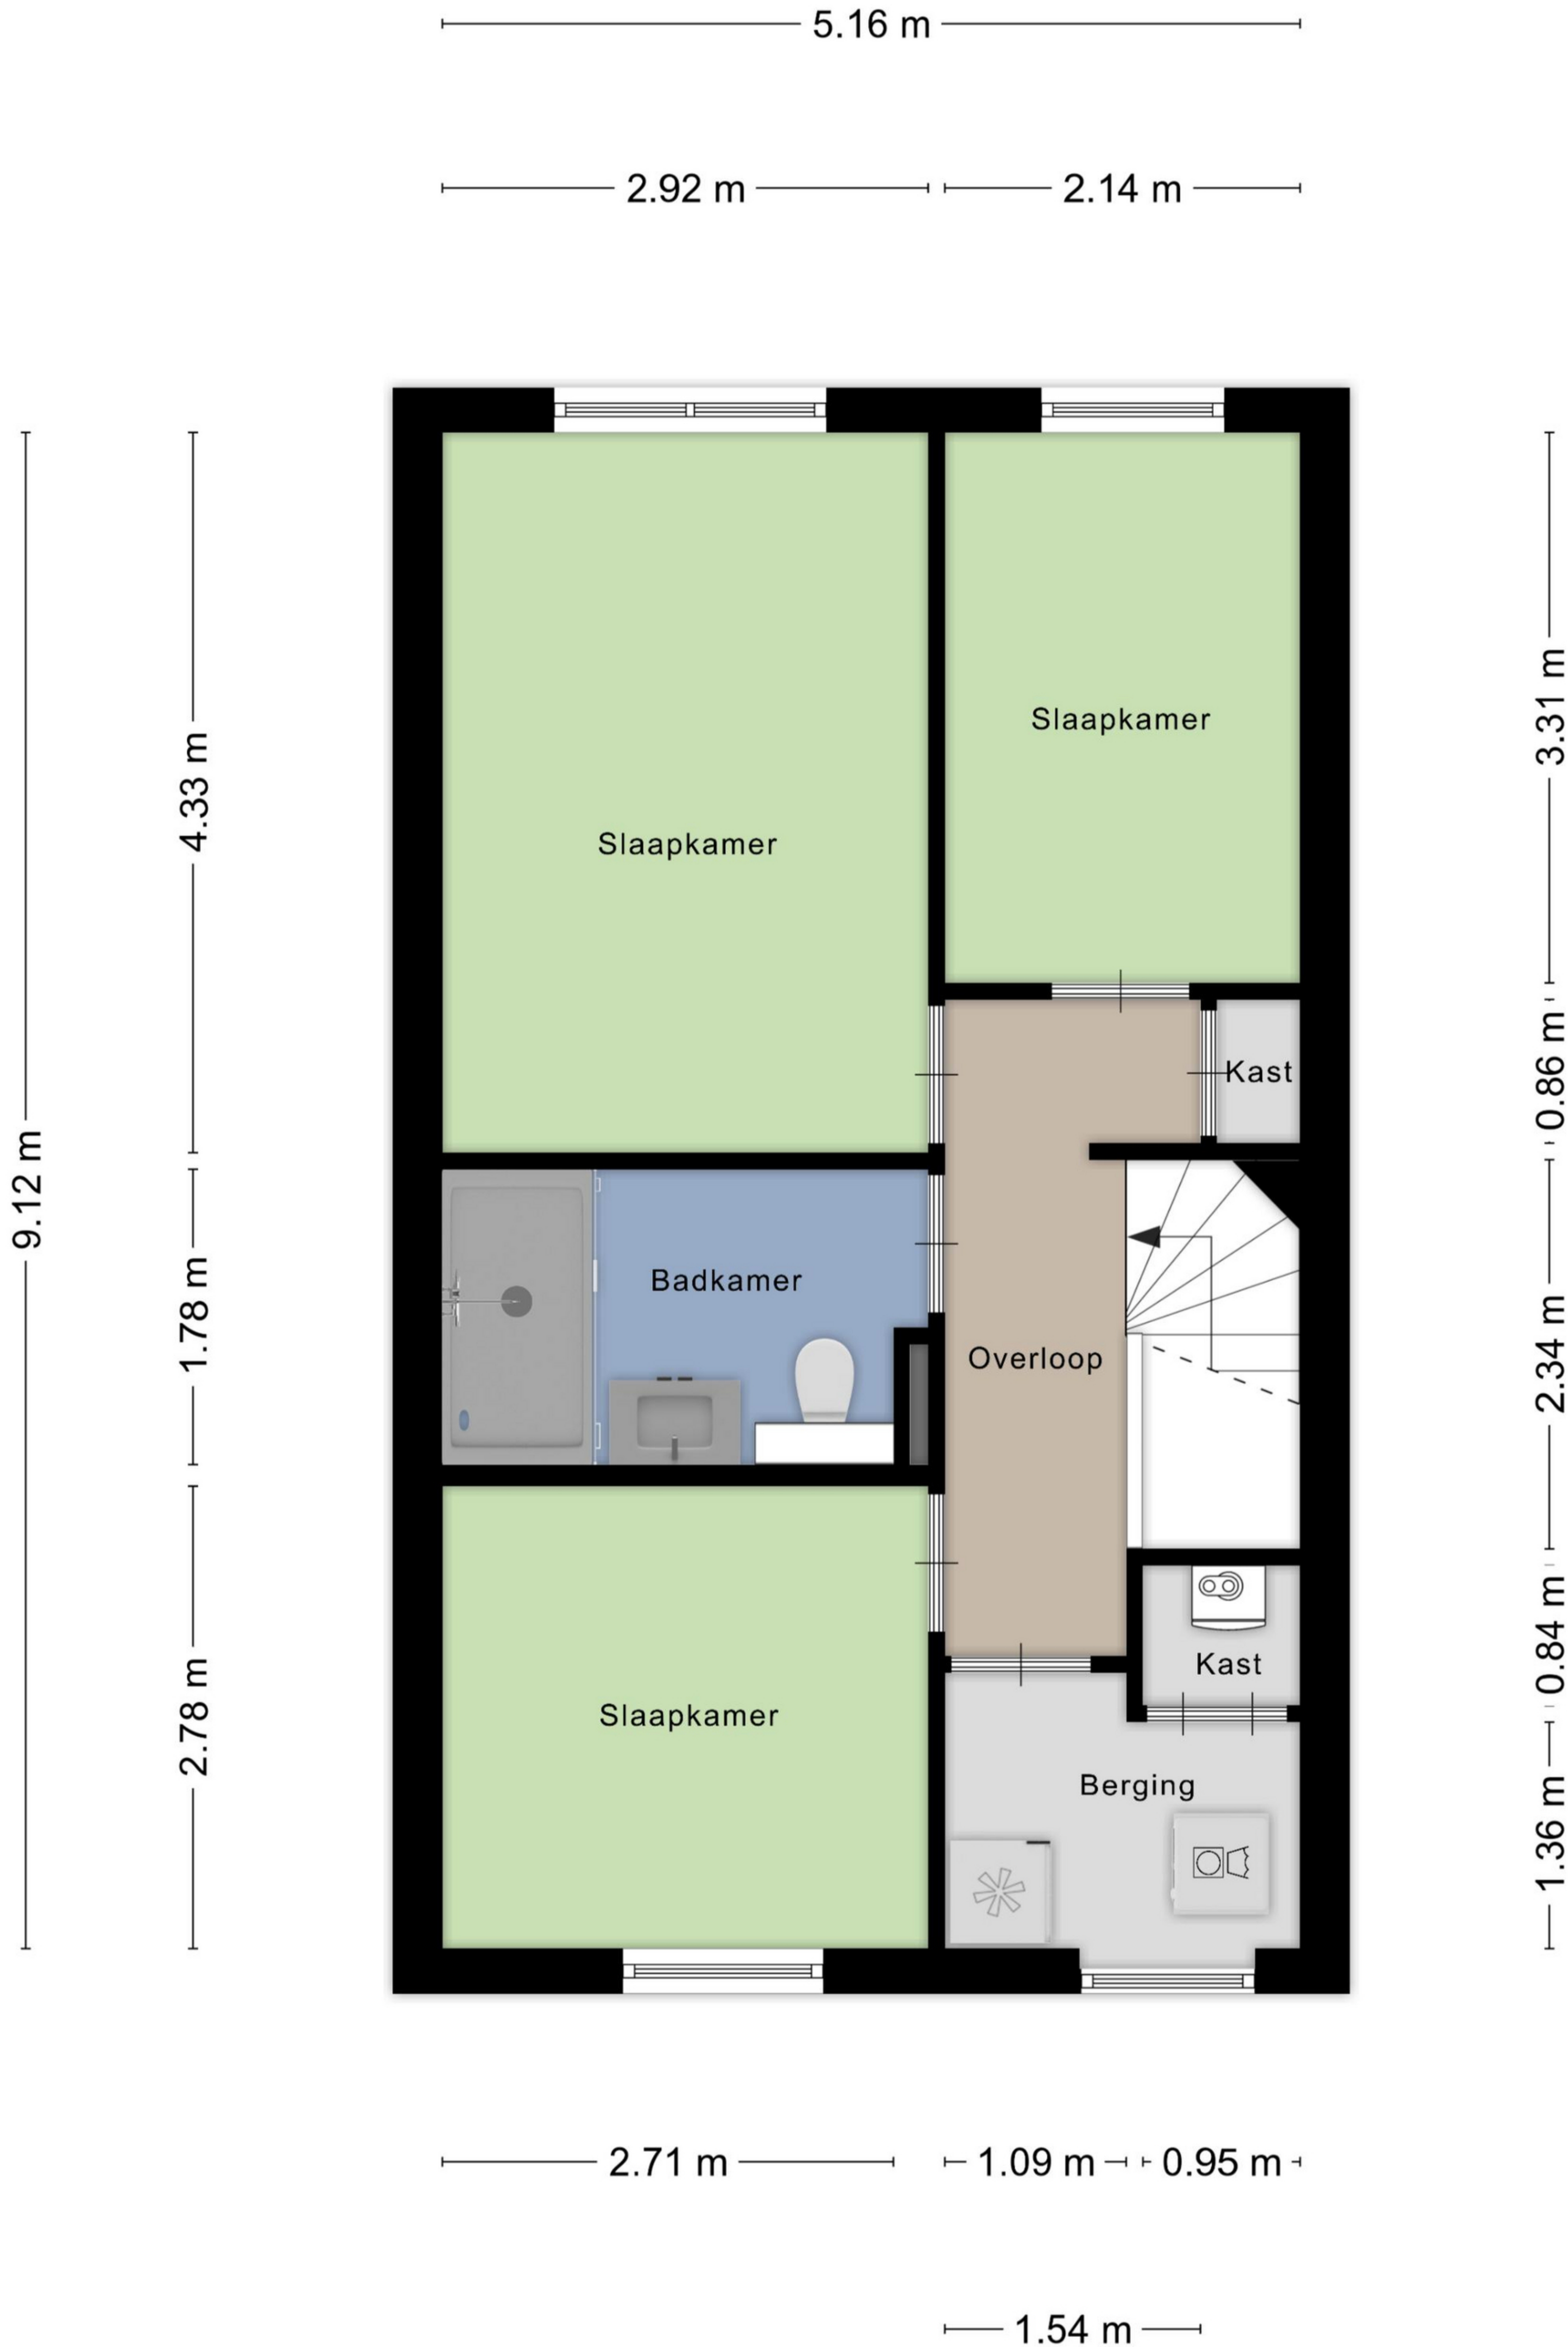 5.16 m
2.92 m
2.14 m
Slaapkamer
3.31 m
4.33 m
Slaapkamer
Kast
0.86 m
9.12 m
Badkamer
1.78 m
Overloop
2.34 m
Kast
0.84 m
Slaapkamer
2.78 m
Berging
1.36 m
2.71 m
1.09 m
0.95 m
1.54 m